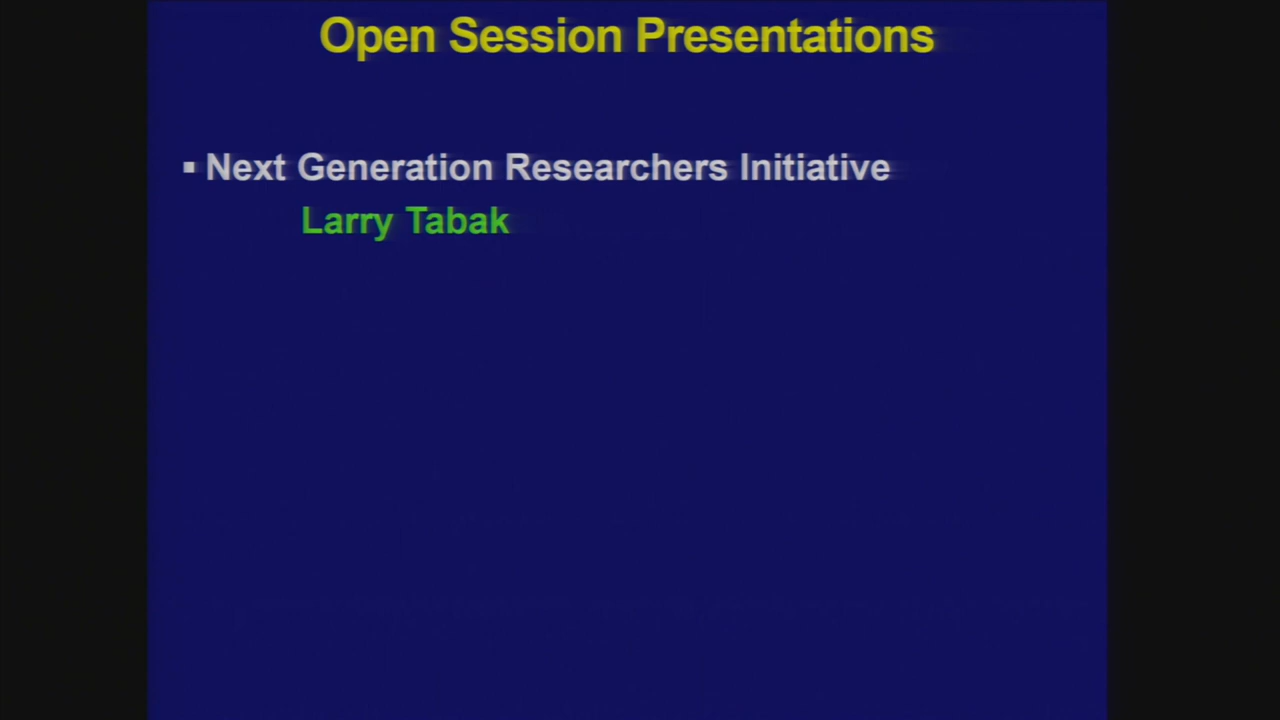 Open Session Presentations
▪ Next Generation Researchers Initiative
Larry Tabak